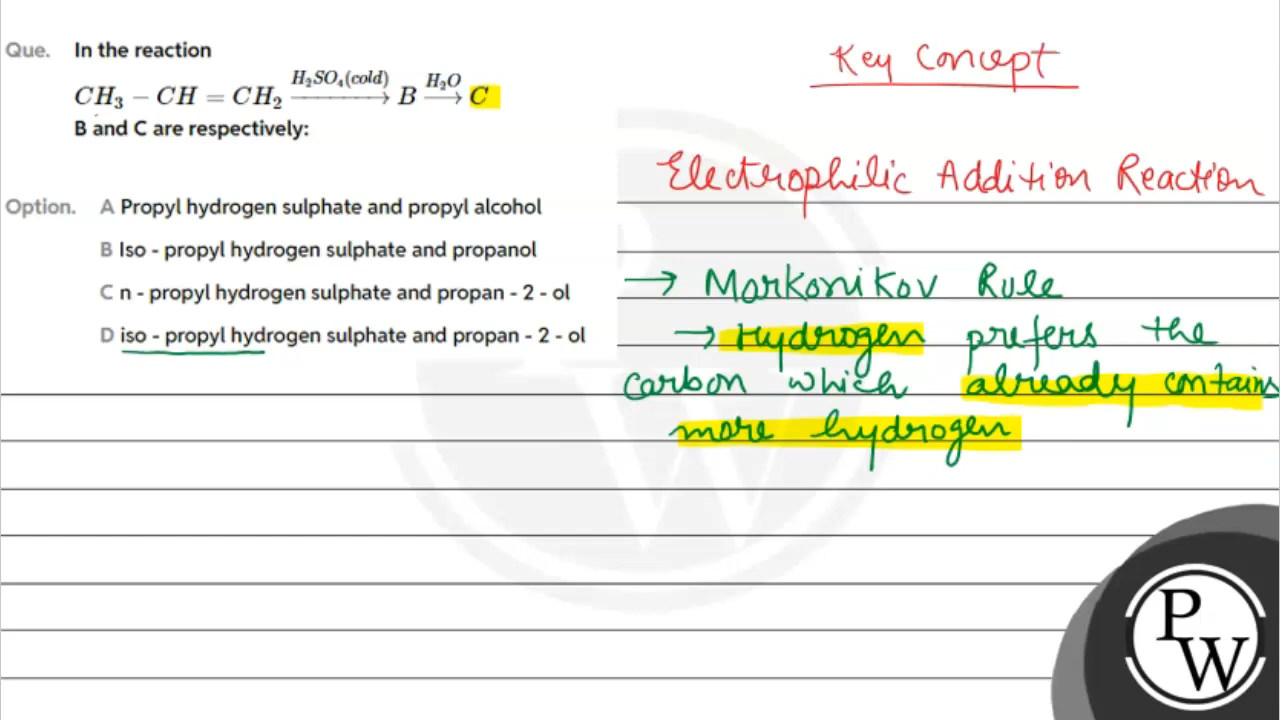 Que. In the reaction
CH₃ − CH = CH₂ —H₂SO₄(cold)→ B —H₂O→ C
B and C are respectively:
Option. A Propyl hydrogen sulphate and propyl alcohol
B Iso - propyl hydrogen sulphate and propanol
C n - propyl hydrogen sulphate and propan - 2 - ol
D iso - propyl hydrogen sulphate and propan - 2 - ol
Key Concept
Electrophilic Addition Reaction
→ Markonikov Rule
→ Hydrogen prefers the
carbon which already contains
more hydrogen
PW